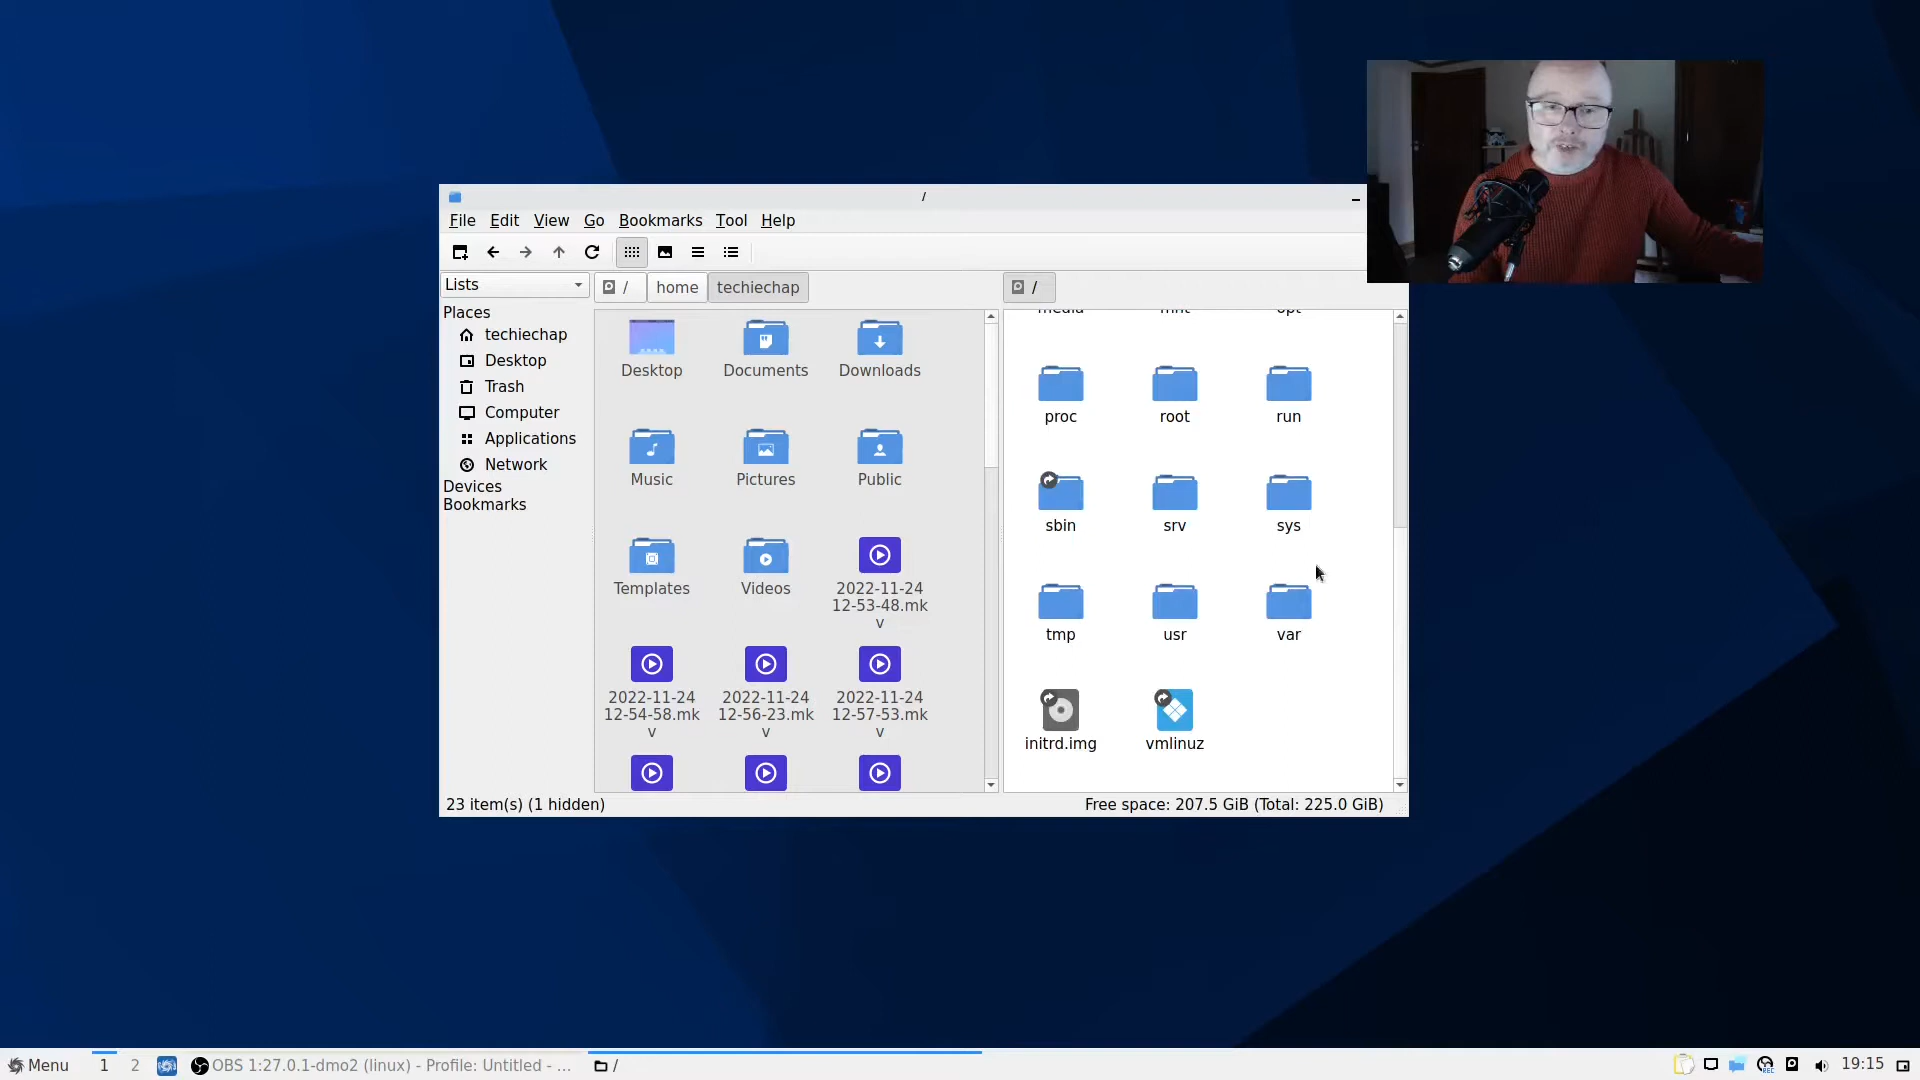 /
File Edit View Go Bookmarks Tool Help
Lists
/ home techiechap
/
Places
techiechap
Desktop
Trash
Computer
Applications
Network
Devices
Bookmarks
Desktop Documents Downloads
Music Pictures Public
Templates Videos 2022-11-24
12-53-48.mk
v
2022-11-24 2022-11-24 2022-11-24
12-54-58.mk 12-56-23.mk 12-57-53.mk
v v v
media mnt opt
proc root run
sbin srv sys
tmp usr var
initrd.img vmlinuz
23 item(s) (1 hidden) Free space: 207.5 GiB (Total: 225.0 GiB)
Menu 1 2 OBS 1:27.0.1-dmo2 (linux) - Profile: Untitled - ... / REC 19:15